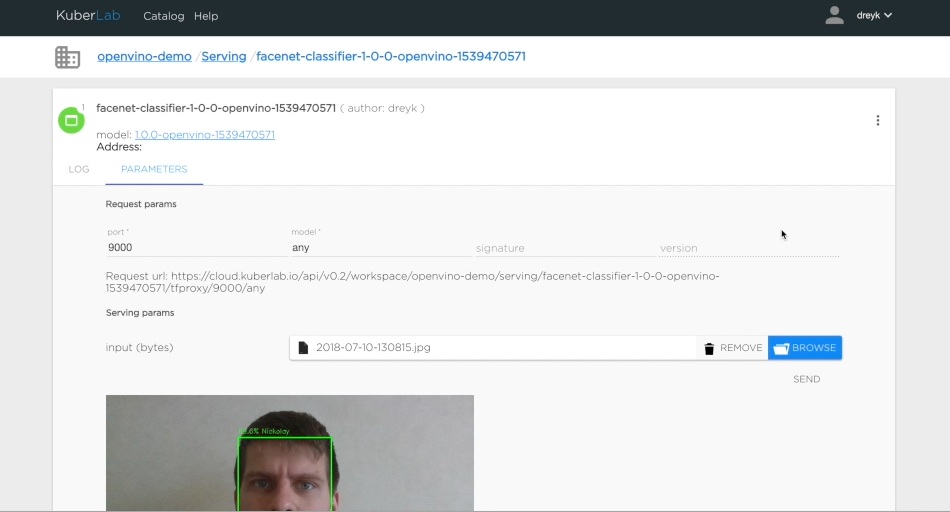 KuberLab Catalog Help dreyk
openvino-demo / Serving / facenet-classifier-1-0-0-openvino-1539470571
1
facenet-classifier-1-0-0-openvino-1539470571 ( author: dreyk )
model: 1.0.0-openvino-1539470571
Address:
LOG PARAMETERS
Request params
port * model *
9000 any signature version
Request url: https://cloud.kuberlab.io/api/v0.2/workspace/openvino-demo/serving/facenet-classifier-1-0-0-openvino-
1539470571/tfproxy/9000/any
Serving params
input (bytes) 2018-07-10-130815.jpg REMOVE BROWSE
SEND
Nickolay